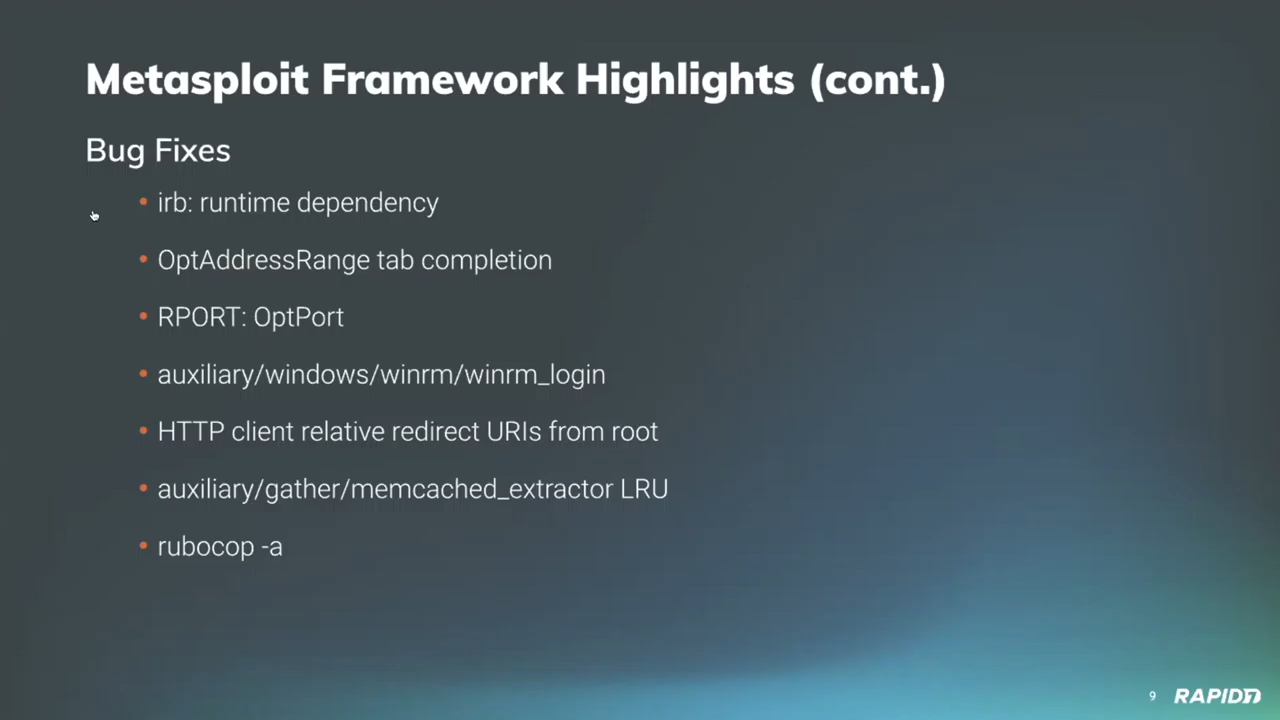 Metasploit Framework Highlights (cont.)
Bug Fixes
• irb: runtime dependency
• OptAddressRange tab completion
• RPORT: OptPort
• auxiliary/windows/winrm/winrm_login
• HTTP client relative redirect URIs from root
• auxiliary/gather/memcached_extractor LRU
• rubocop -a
9 RAPID7